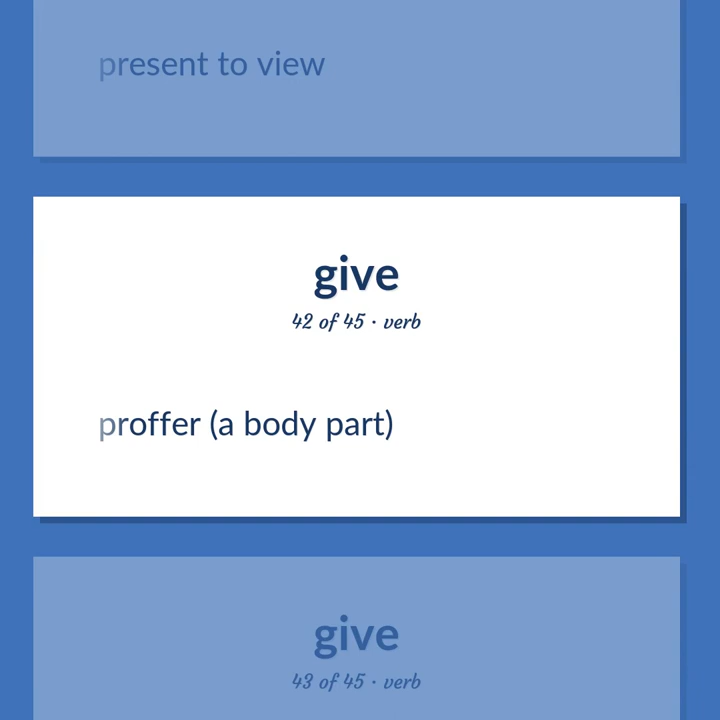 present to view
give
42 of 45 · verb
proffer (a body part)
give
43 of 45 · verb